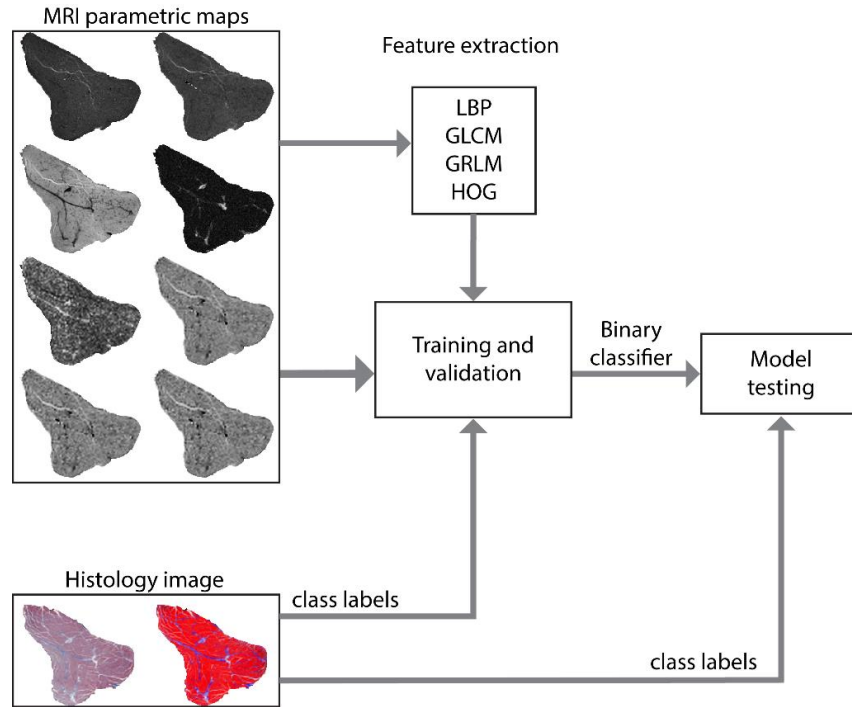 MRI parametric maps
Feature extraction
LBP
GLCM
GRLM
HOG
Training and
validation
Binary
classifier
Model
testing
Histology image
class labels
class labels